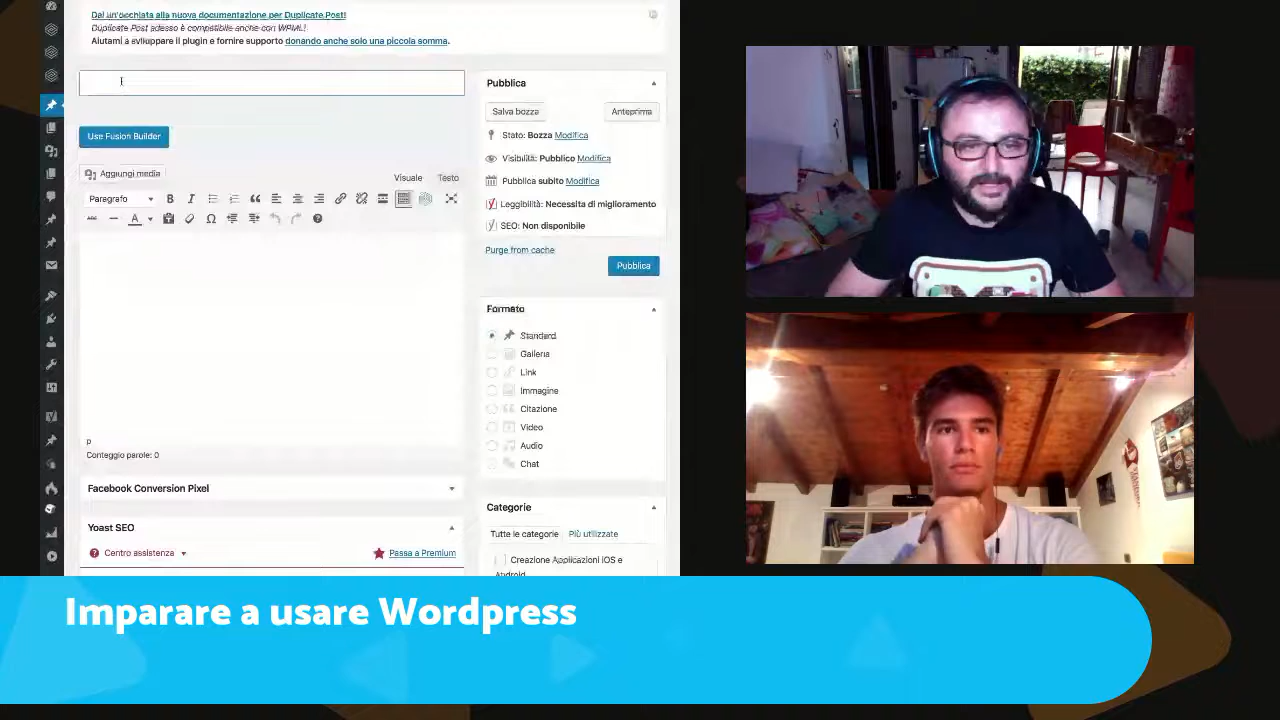 Dai un'occhiata alla nuova documentazione per Duplicate Post!
Duplicate Post adesso è compatibile anche con WPML!
Aiutami a sviluppare il plugin e fornire supporto donando anche solo una piccola somma.
Use Fusion Builder
Aggiungi media
Visuale Testo
Paragrafo
p
Conteggio parole: 0
Facebook Conversion Pixel
Yoast SEO
Centro assistenza
Passa a Premium
Pubblica
Salva bozza Anteprima
Stato: Bozza Modifica
Visibilità: Pubblico Modifica
Pubblica subito Modifica
Leggibilità: Necessita di miglioramento
SEO: Non disponibile
Purge from cache
Pubblica
Formato
Standard
Galleria
Link
Immagine
Citazione
Video
Audio
Chat
Categorie
Tutte le categorie Più utilizzate
Creazione Applicazioni IOS e
Android
Imparare a usare Wordpress